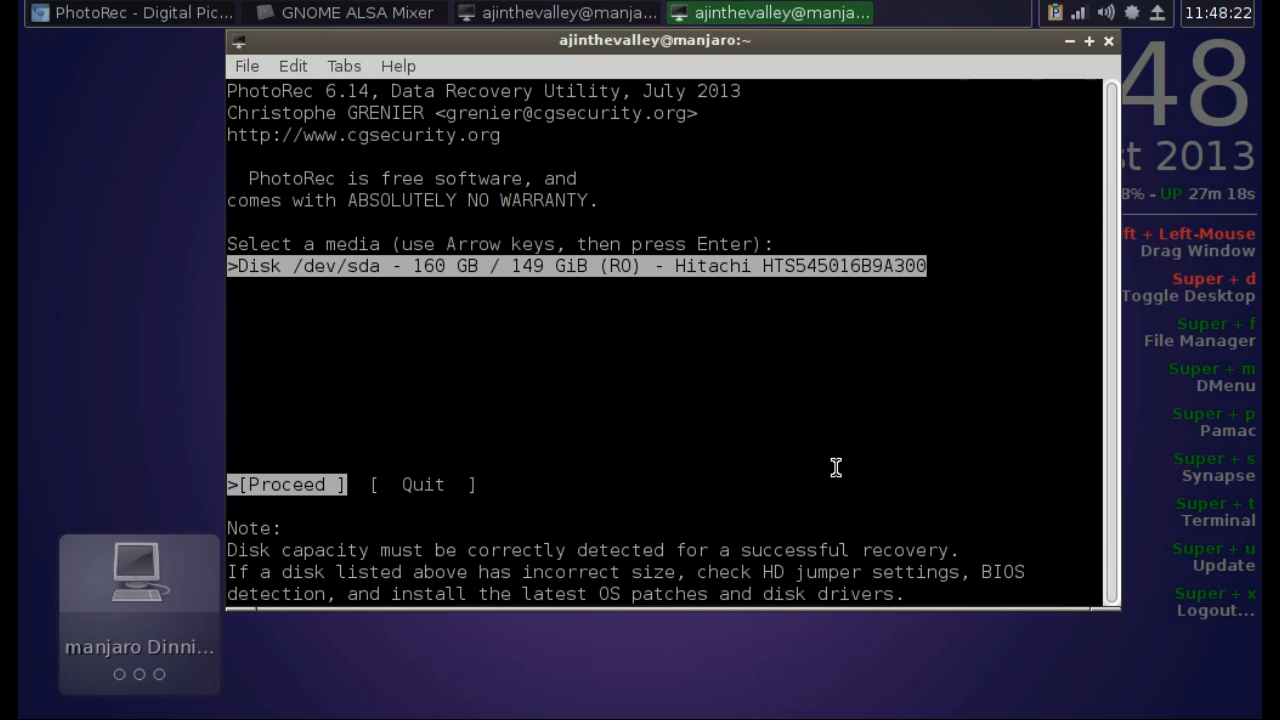 PhotoRec - Digital Pic...
GNOME ALSA Mixer
ajinthevalley@manja...
ajinthevalley@manja...
11:48:22
ajinthevalley@manjaro:~
File Edit Tabs Help
PhotoRec 6.14, Data Recovery Utility, July 2013
Christophe GRENIER <grenier@cgsecurity.org>
http://www.cgsecurity.org
PhotoRec is free software, and
comes with ABSOLUTELY NO WARRANTY.
Select a media (use Arrow keys, then press Enter):
>Disk /dev/sda - 160 GB / 149 GiB (RO) - Hitachi HTS545016B9A300
>[Proceed ] [ Quit ]
Note:
Disk capacity must be correctly detected for a successful recovery.
If a disk listed above has incorrect size, check HD jumper settings, BIOS
detection, and install the latest OS patches and disk drivers.
48
st 2013
8% - UP 27m 18s
ft + Left-Mouse
Drag Window
Super + d
Toggle Desktop
Super + f
File Manager
Super + m
DMenu
Super + p
Pamac
Super + s
Synapse
Super + t
Terminal
Super + u
Update
Super + x
Logout...
manjaro Dinni...